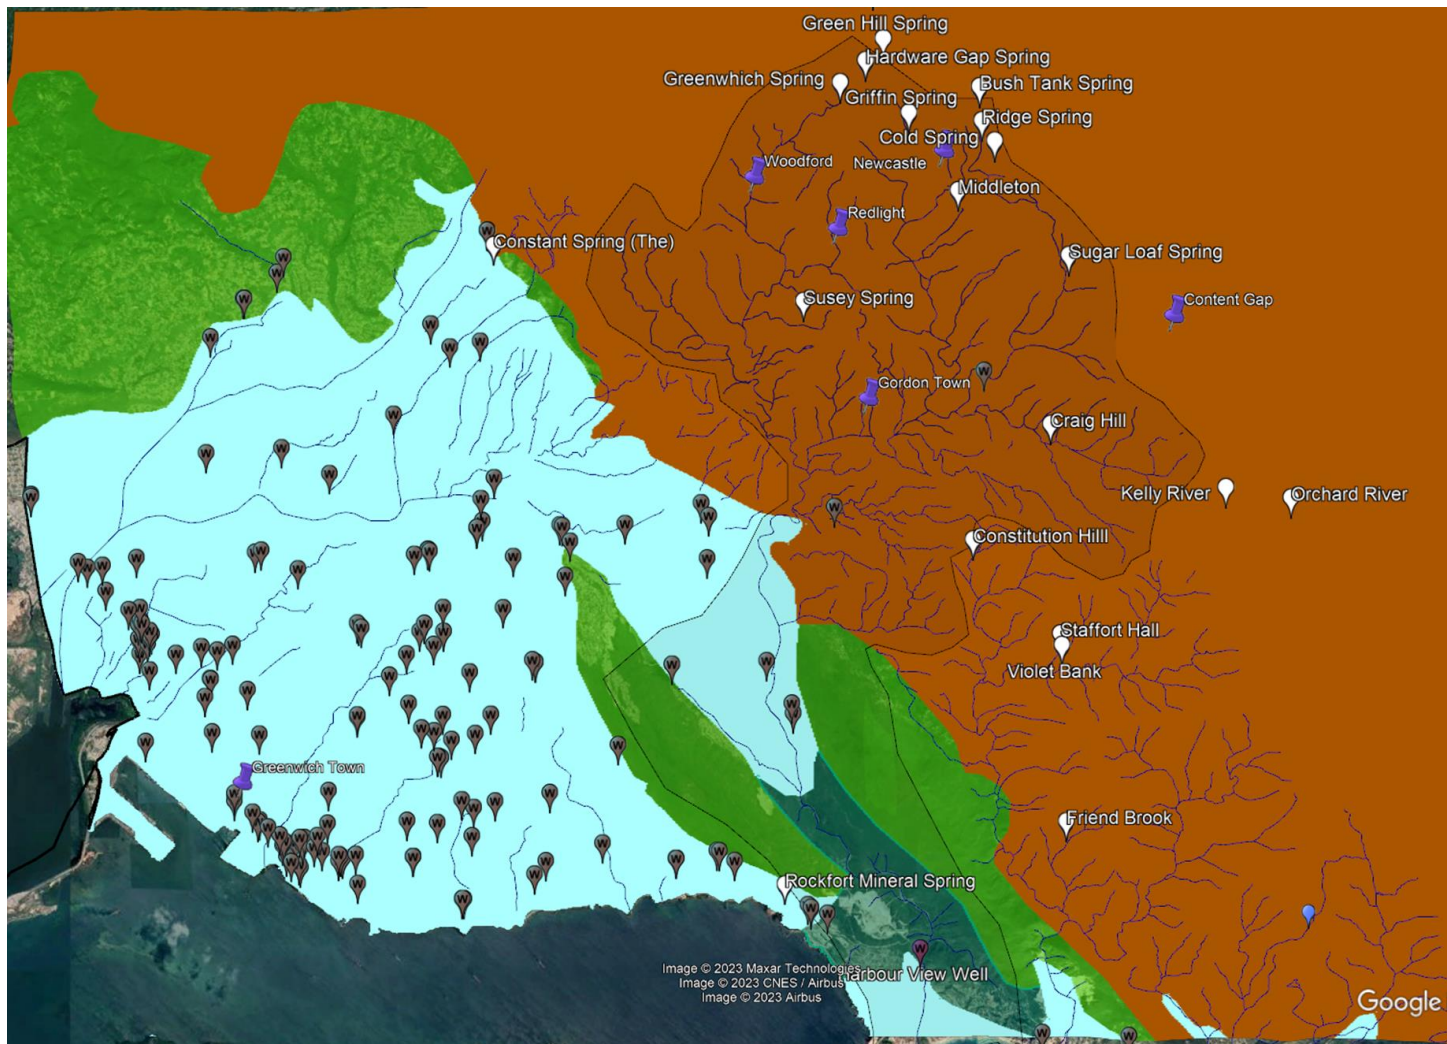 Green Hill Spring
Hardware Gap Spring
Greenwhich Spring
Bush Tank Spring
Griffin Spring
Ridge Spring
Cold Spring
Woodford
Newcastle
Middleton
Redlight
Constant Spring (The)
Sugar Loaf Spring
Susey Spring
Content Gap
Gordon Town
Craig Hill
Kelly River
Orchard River
Constitution Hilll
Staffort Hall
Violet Bank
Greenwich Town
Friend Brook
Rockfort Mineral Spring
Harbour View Well
Image © 2023 Maxar Technologies
Image © 2023 CNES / Airbus
Image © 2023 Airbus
Google